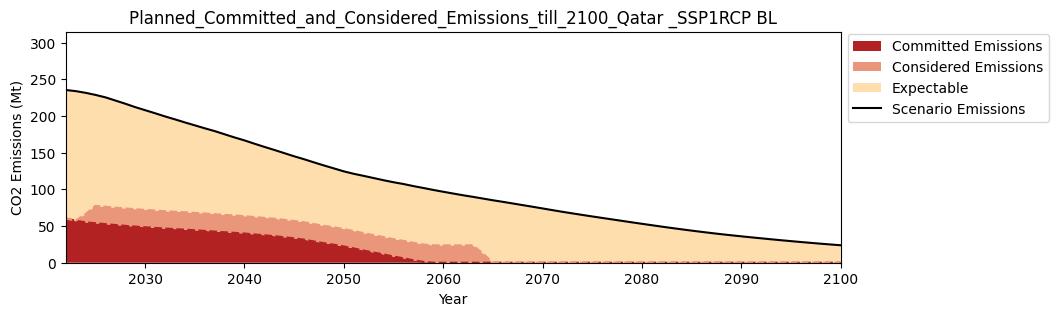 Planned_Committed_and_Considered_Emissions_till_2100_Qatar _SSP1RCP BL
300
250
200
150
100
50
0
CO2 Emissions (Mt)
2030
2040
2050
2060
2070
2080
2090
2100
Year
Committed Emissions
Considered Emissions
Expectable
Scenario Emissions